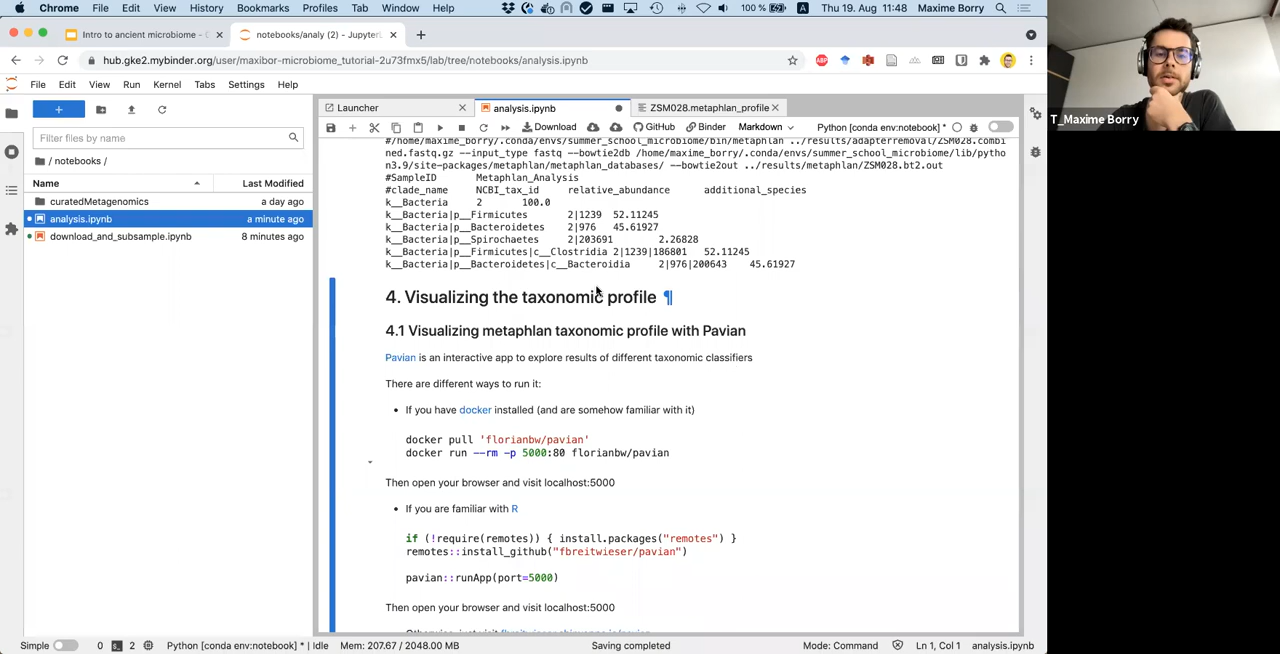 Chrome File Edit View History Bookmarks Profiles Tab Window Help 100 % Thu 19. Aug 11:48 Maxime Borry
Intro to ancient microbiome - C
notebooks/analy (2) - Jupyter
hub.gke2.mybinder.org/user/maxibor-microbiome_tutorial-2u73fmx5/lab/tree/notebooks/analysis.ipynb
T_Maxime Borry
File Edit View Run Kernel Tabs Settings Help
Launcher
analysis.ipynb
ZSM028.metaphlan_profile
Download GitHub Binder Markdown Python [conda env:notebook] *
Filter files by name
/ notebooks /
Name Last Modified
curatedMetagenomics a day ago
analysis.ipynb a minute ago
download_and_subsample.ipynb 8 minutes ago
#/home/maxime_borry/.conda/envs/summer_school_microbiome/bin/metaphlan ../results/adapterremoval/ZSM028.combi
ned.fastq.gz --input_type fastq --bowtie2db /home/maxime_borry/.conda/envs/summer_school_microbiome/lib/pytho
n3.9/site-packages/metaphlan/metaphlan_databases/ --bowtie2out ../results/metaphlan/ZSM028.bt2.out
#SampleID Metaphlan_Analysis
#clade_name NCBI_tax_id relative_abundance additional_species
k__Bacteria 2 100.0
k__Bacteria|p__Firmicutes 2|1239 52.11245
k__Bacteria|p__Bacteroidetes 2|976 45.61927
k__Bacteria|p__Spirochaetes 2|203691 2.26828
k__Bacteria|p__Firmicutes|c__Clostridia 2|1239|186801 52.11245
k__Bacteria|p__Bacteroidetes|c__Bacteroidia 2|976|200643 45.61927
4. Visualizing the taxonomic profile ¶
4.1 Visualizing metaphlan taxonomic profile with Pavian
Pavian is an interactive app to explore results of different taxonomic classifiers
There are different ways to run it:
• If you have docker installed (and are somehow familiar with it)
docker pull 'florianbw/pavian'
docker run --rm -p 5000:80 florianbw/pavian
Then open your browser and visit localhost:5000
• If you are familiar with R
if (!require(remotes)) { install.packages("remotes") }
remotes::install_github("fbreitwieser/pavian")
pavian::runApp(port=5000)
Then open your browser and visit localhost:5000
Simple 0 2 Python [conda env:notebook] * | Idle Mem: 207.67 / 2048.00 MB Saving completed Mode: Command Ln 1, Col 1 analysis.ipynb